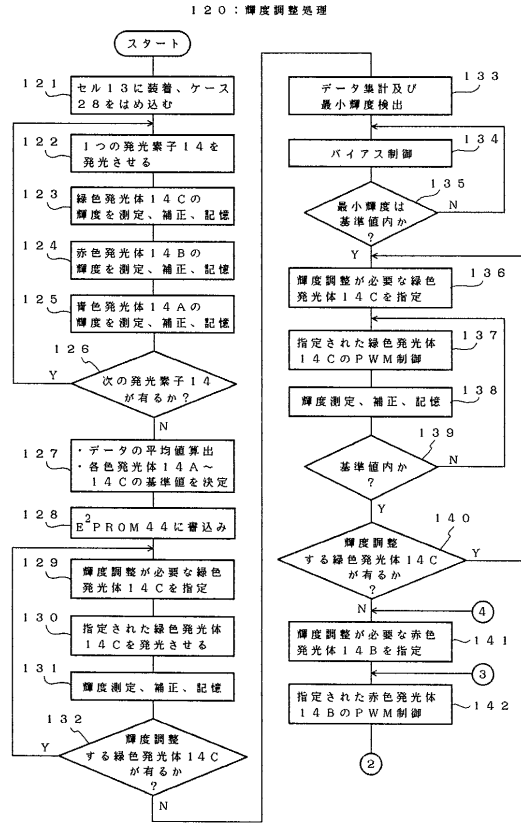 120；輝度調整処理
スタート
121
セル13に装着、ケース
28をはめ込む
122
1つの発光素子14を
発光させる
123
緑色発光体14Cの
輝度を測定、補正、記憶
124
赤色発光体14Bの
輝度を測定、補正、記憶
125
青色発光体14Aの
輝度を測定、補正、記憶
126
Y
次の発光素子14
が有るか？
N
127
・データの平均値算出
・各色発光体14A～
14Cの基準値を決定
128
E²PROM44に書込み
129
輝度調整が必要な緑色
発光体14Cを指定
130
指定された緑色発光体
14Cを発光させる
131
輝度測定、補正、記憶
132
Y
輝度調整
する緑色発光体14C
が有るか
？
N
133
データ集計及び
最小輝度検出
134
バイアス制御
135
最小輝度は
基準値内か
？
N
Y
136
輝度調整が必要な緑色
発光体14Cを指定
137
指定された緑色発光体
14CのPWM制御
138
輝度測定、補正、記憶
139
基準値内か
？
N
Y
140
輝度調整
する緑色発光体14C
が有るか
？
Y
N
④
141
輝度調整が必要な赤色
発光体14Bを指定
③
142
指定された赤色発光体
14BのPWM制御
②